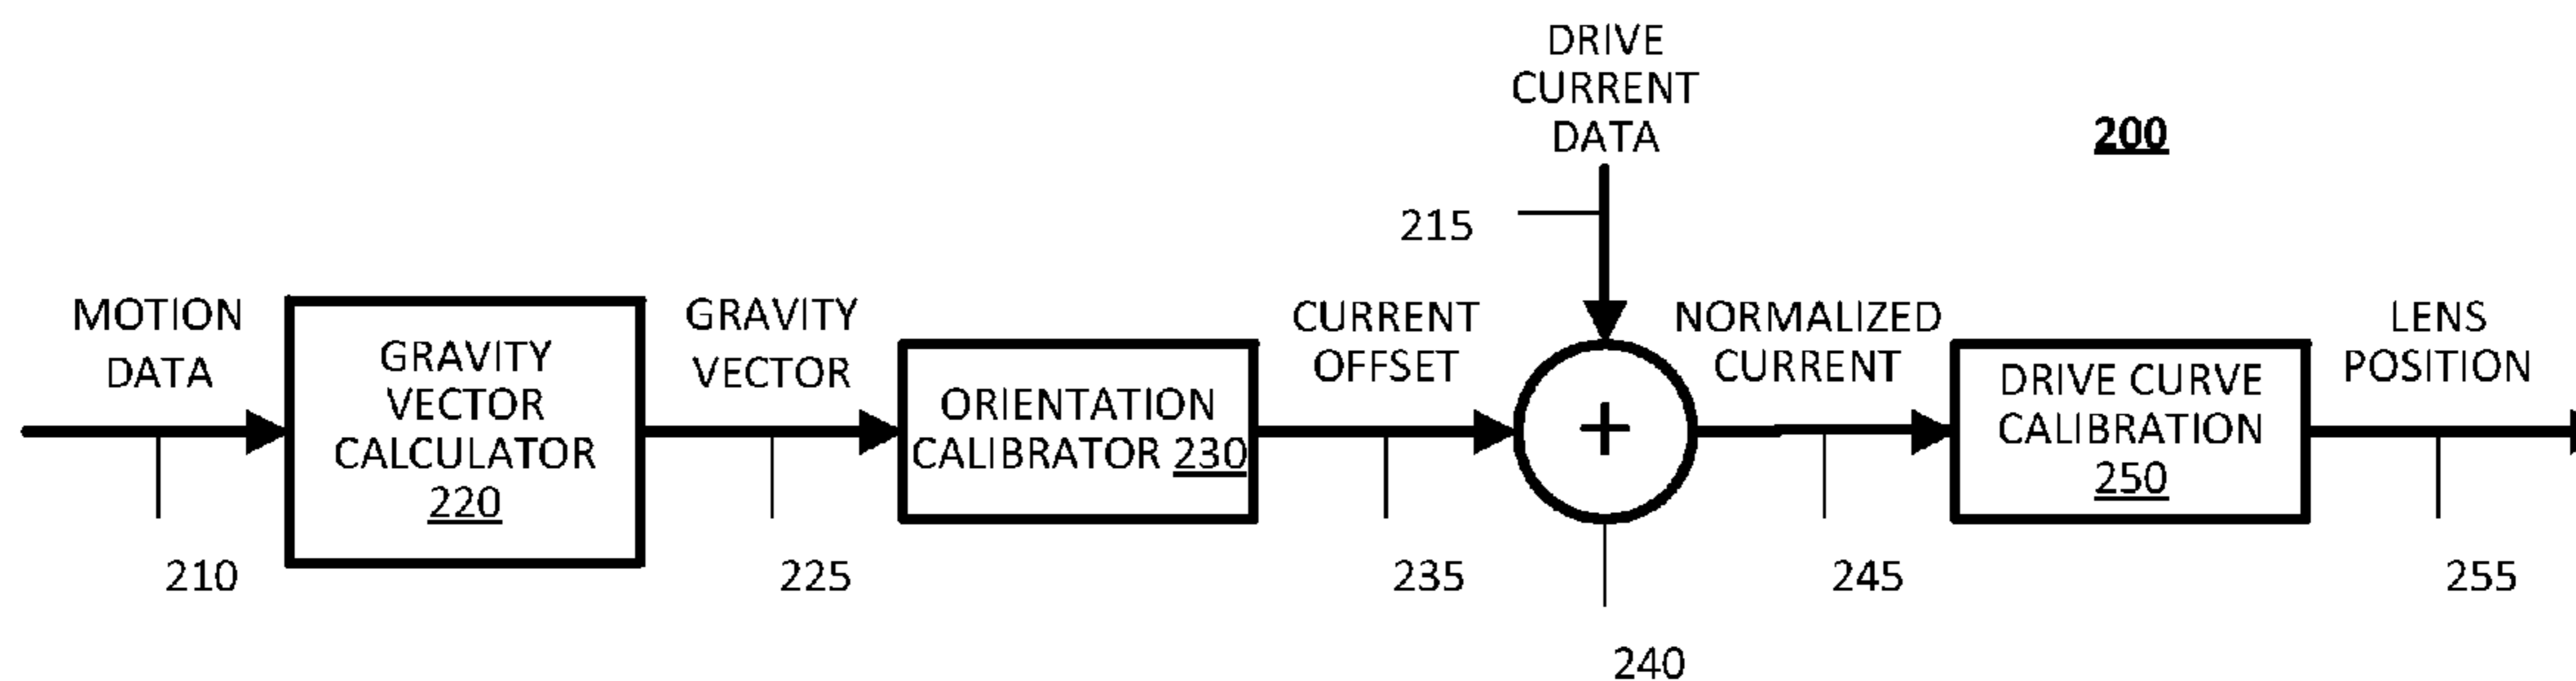 DRIVE
CURRENT
DATA
200
215
MOTION
DATA
GRAVITY
VECTOR
CALCULATOR
220
GRAVITY
VECTOR
ORIENTATION
CALIBRATOR 230
CURRENT
OFFSET
+
NORMALIZED
CURRENT
DRIVE CURVE
CALIBRATION
250
LENS
POSITION
210
225
235
240
245
255